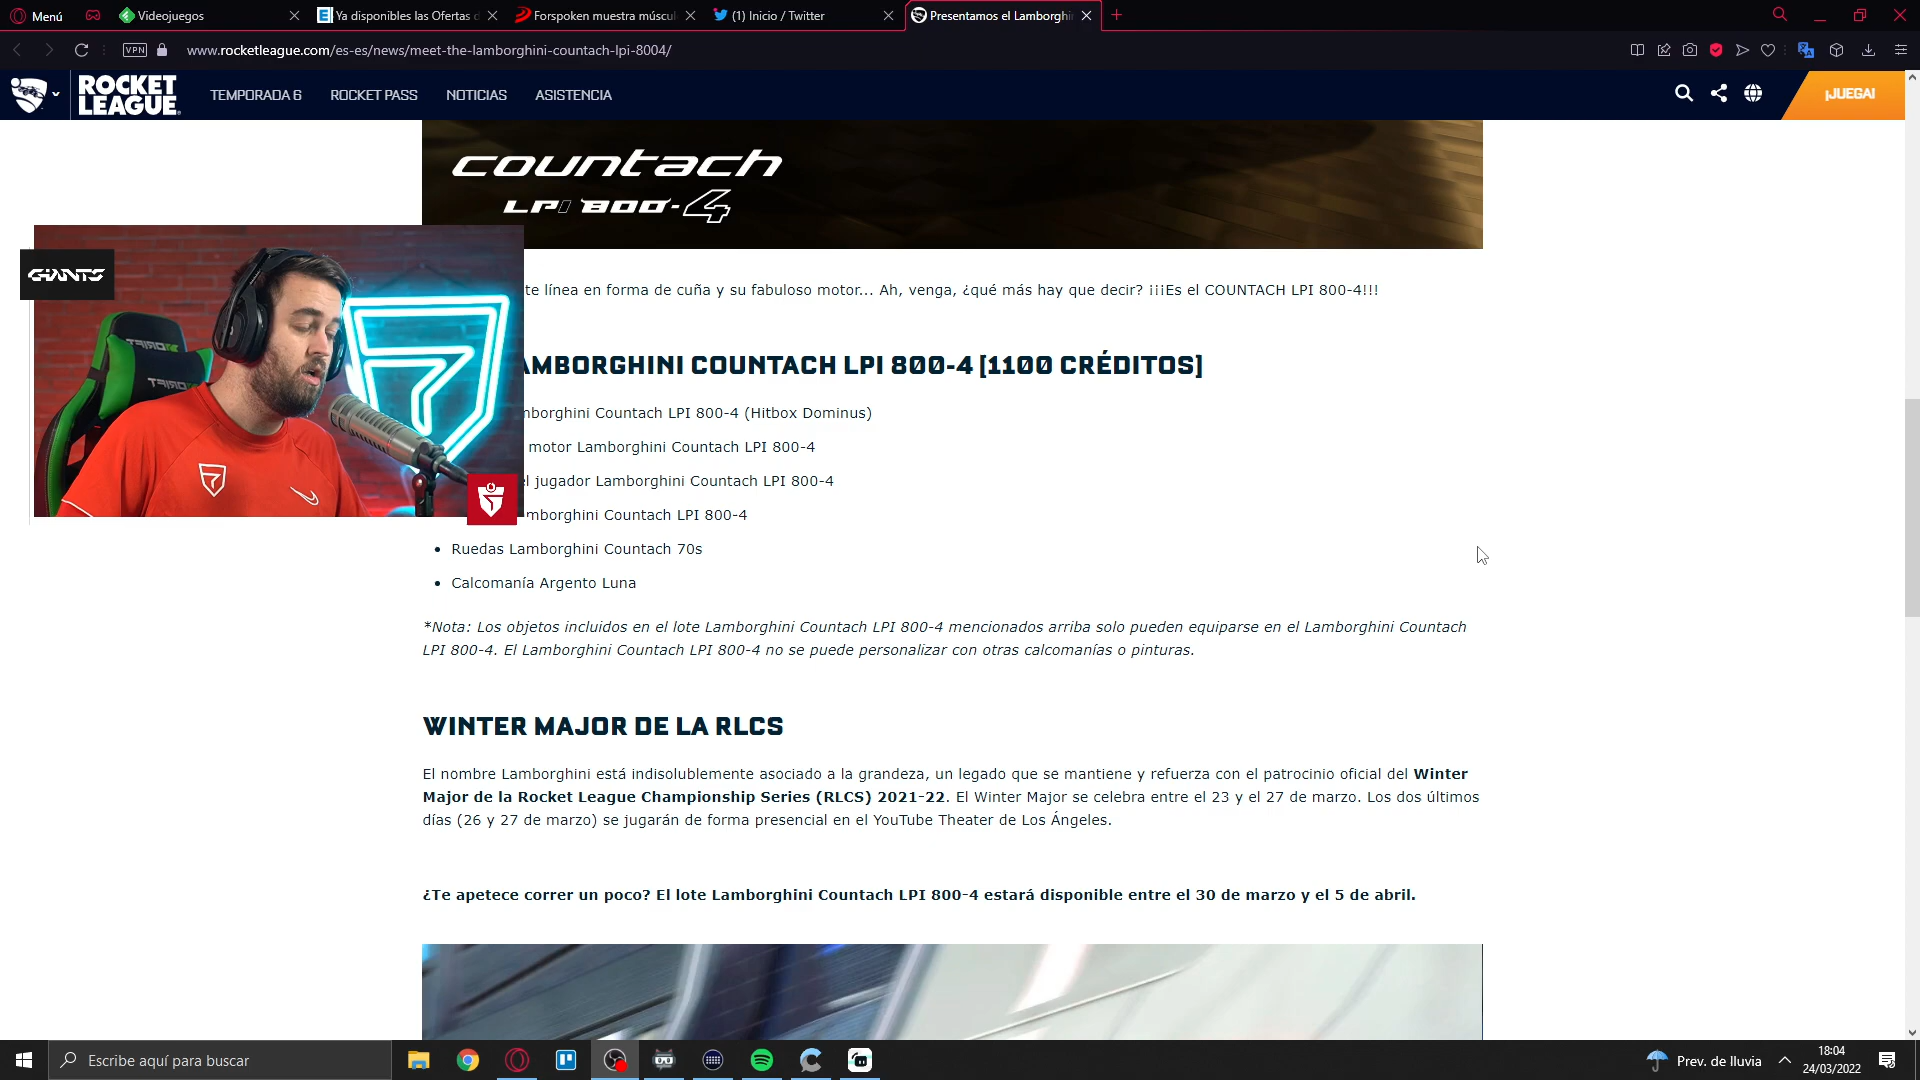 Menú
Videojuegos
Ya disponibles las Ofertas d
Forspoken muestra múscul
(1) Inicio / Twitter
Presentamos el Lamborghi
VPN
www.rocketleague.com/es-es/news/meet-the-lamborghini-countach-lpi-8004/
ROCKET LEAGUE
TEMPORADA 6
ROCKET PASS
NOTICIAS
ASISTENCIA
¡JUEGA!
countach
LPI 800-4
GIANTS
te línea en forma de cuña y su fabuloso motor... Ah, venga, ¿qué más hay que decir? ¡¡¡Es el COUNTACH LPI 800-4!!!
AMBORGHINI COUNTACH LPI 800-4 [1100 CRÉDITOS]
mborghini Countach LPI 800-4 (Hitbox Dominus)
motor Lamborghini Countach LPI 800-4
el jugador Lamborghini Countach LPI 800-4
mborghini Countach LPI 800-4
• Ruedas Lamborghini Countach 70s
• Calcomanía Argento Luna
*Nota: Los objetos incluidos en el lote Lamborghini Countach LPI 800-4 mencionados arriba solo pueden equiparse en el Lamborghini Countach
LPI 800-4. El Lamborghini Countach LPI 800-4 no se puede personalizar con otras calcomanías o pinturas.
WINTER MAJOR DE LA RLCS
El nombre Lamborghini está indisolublemente asociado a la grandeza, un legado que se mantiene y refuerza con el patrocinio oficial del Winter
Major de la Rocket League Championship Series (RLCS) 2021-22. El Winter Major se celebra entre el 23 y el 27 de marzo. Los dos últimos
días (26 y 27 de marzo) se jugarán de forma presencial en el YouTube Theater de Los Ángeles.
¿Te apetece correr un poco? El lote Lamborghini Countach LPI 800-4 estará disponible entre el 30 de marzo y el 5 de abril.
Escribe aquí para buscar
Prev. de lluvia
18:04
24/03/2022